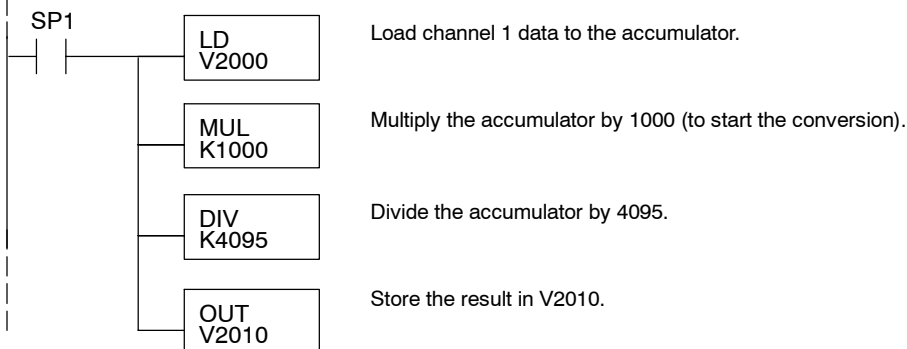 SP1
LD
V2000
Load channel 1 data to the accumulator.
MUL
K1000
Multiply the accumulator by 1000 (to start the conversion).
DIV
K4095
Divide the accumulator by 4095.
OUT
V2010
Store the result in V2010.